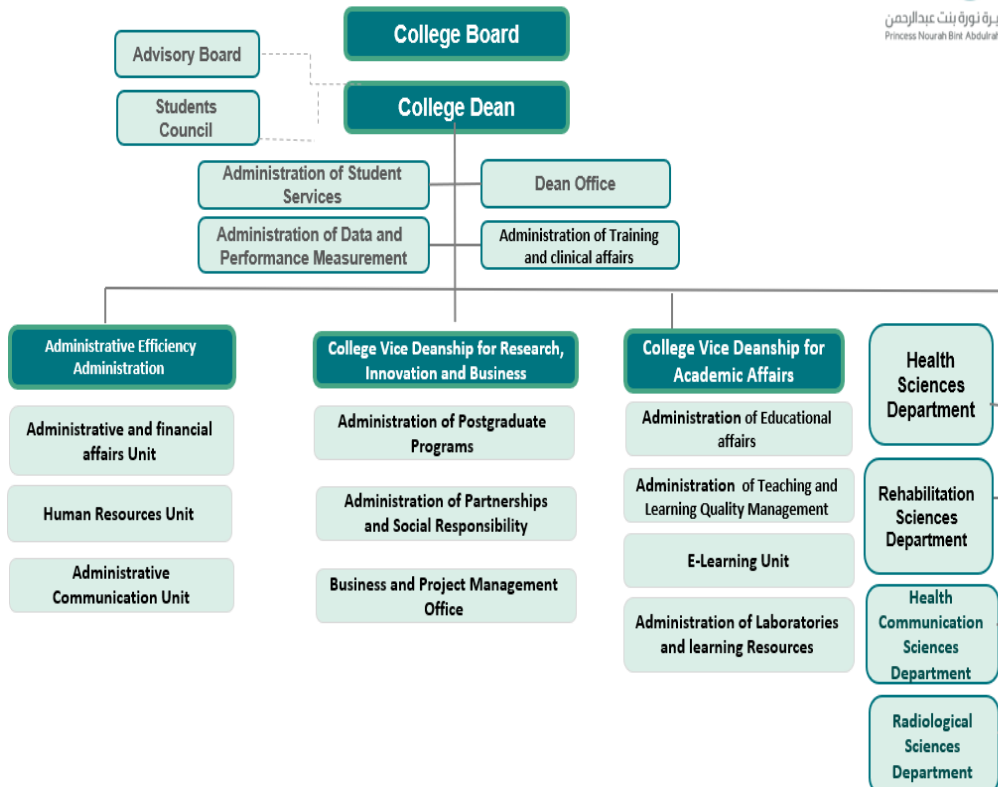 ـرة نورة بنت عبدالرحمن
Princess Nourah Bint Abdulrah
College Board
Advisory Board
College Dean
Students
Council
Administration of Student
Services
Dean Office
Administration of Data and
Performance Measurement
Administration of Training
and clinical affairs
Administrative Efficiency
Administration
Administrative and financial
affairs Unit
Human Resources Unit
Administrative
Communication Unit
College Vice Deanship for Research,
Innovation and Business
Administration of Postgraduate
Programs
Administration of Partnerships
and Social Responsibility
Business and Project Management
Office
College Vice Deanship for
Academic Affairs
Administration of Educational
affairs
Administration of Teaching and
Learning Quality Management
E-Learning Unit
Administration of Laboratories
and learning Resources
Health
Sciences
Department
Rehabilitation
Sciences
Department
Health
Communication
Sciences
Department
Radiological
Sciences
Department